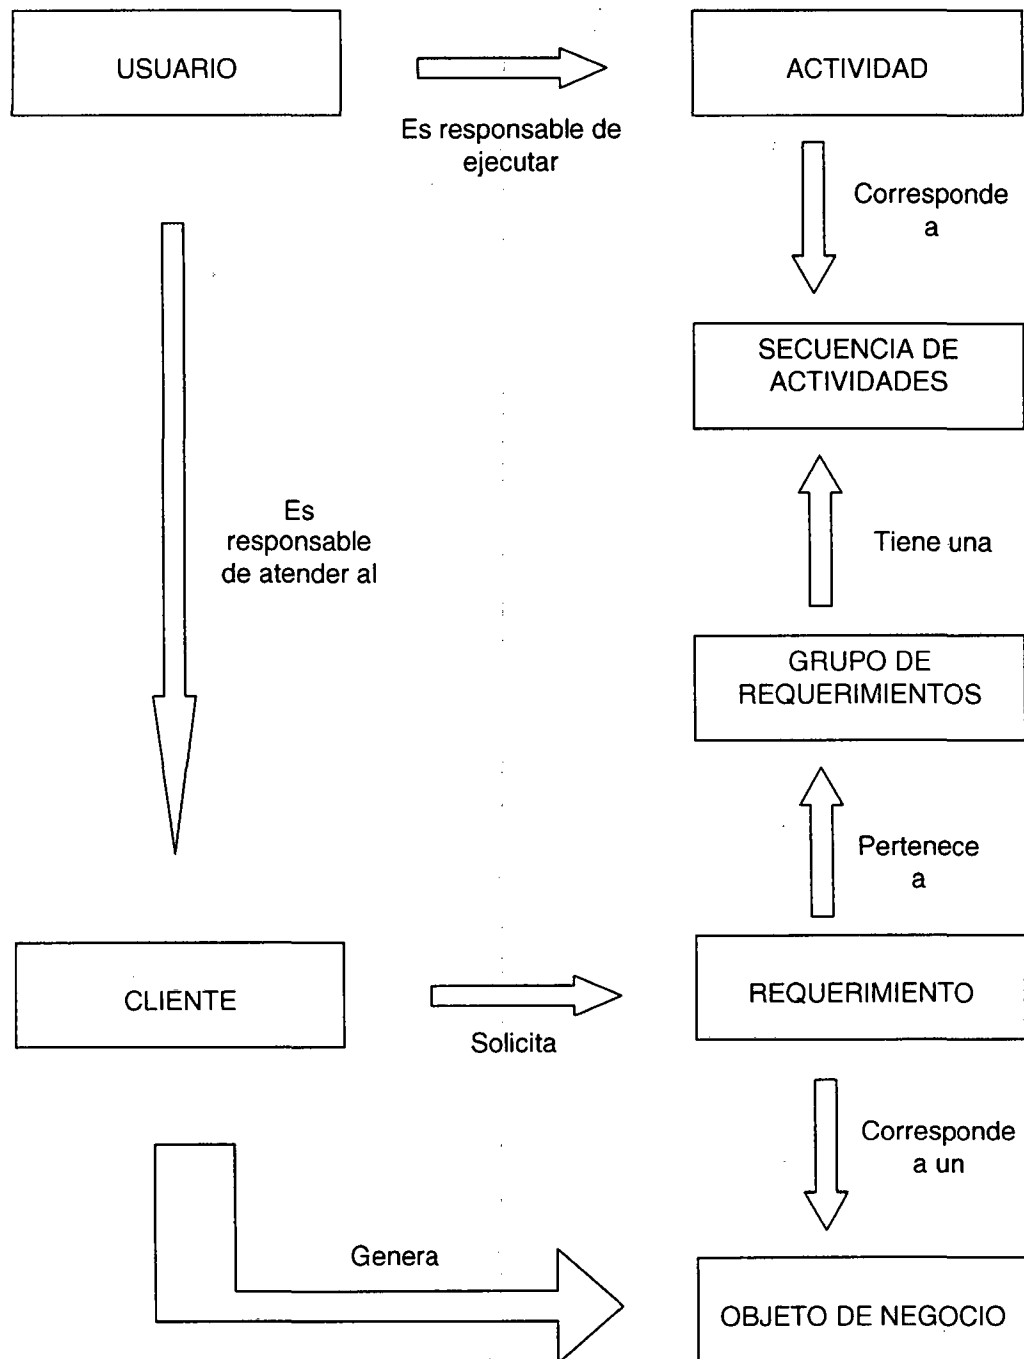 USUARIO
ACTIVIDAD
Es responsable de
ejecutar
Corresponde
a
SECUENCIA DE
ACTIVIDADES
Es
responsable
de atender al
Tiene una
GRUPO DE
REQUERIMIENTOS
Pertenece
a
CLIENTE
REQUERIMIENTO
Solicita
Corresponde
a un
Genera
OBJETO DE NEGOCIO